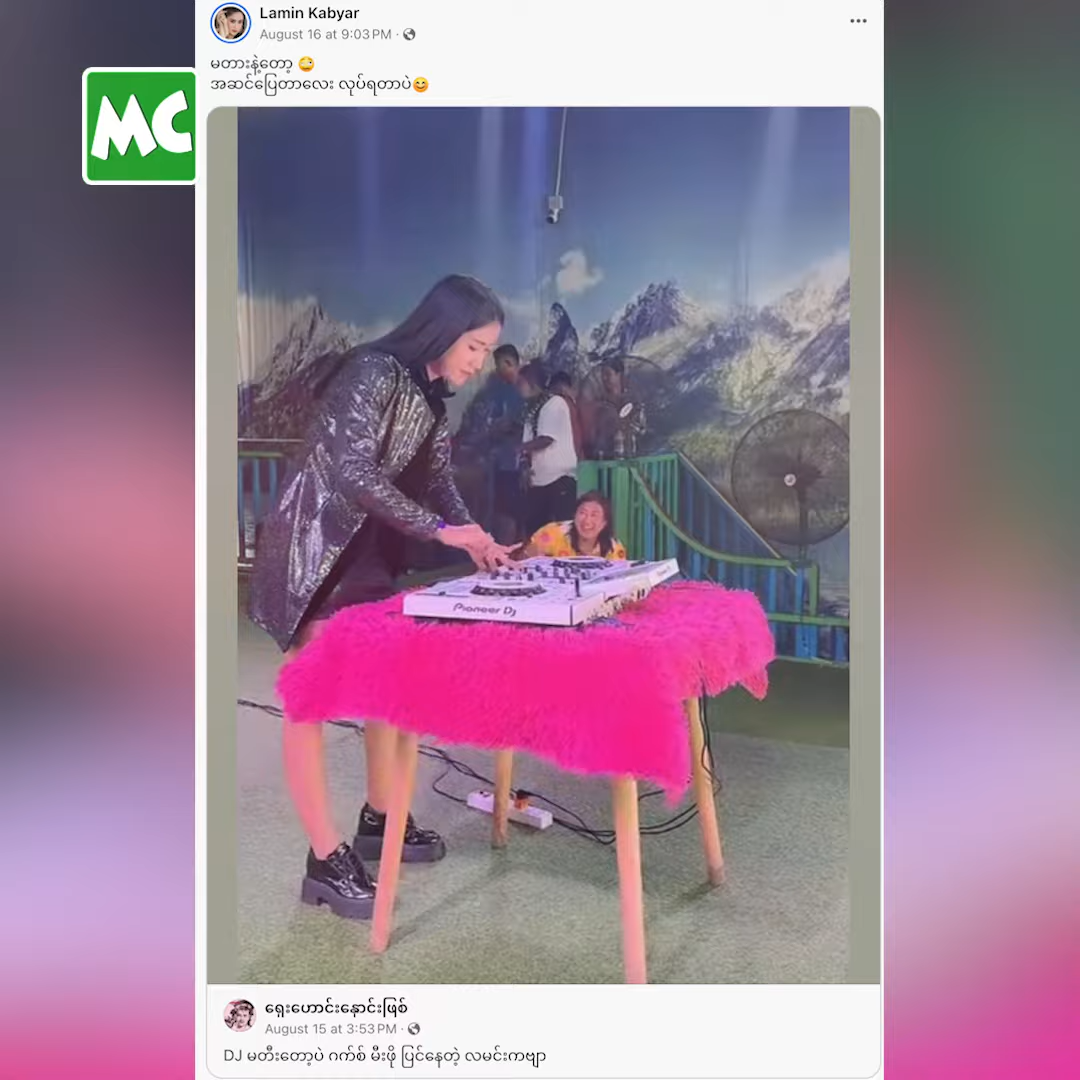 Lamin Kabyar
August 16 at 9:03 PM ·
မတားနဲ့တော့ 🙄
အဆင်ပြေတာလေး လုပ်ရတာပဲ😊
MC
Pioneer Dj
ရှေးဟောင်းနှောင်းဖြစ်
August 15 at 3:53 PM ·
DJ မတီးတော့ပဲ ဂက်စ် မီးဖို ပြင်နေတဲ့ လမင်းကဗျာ